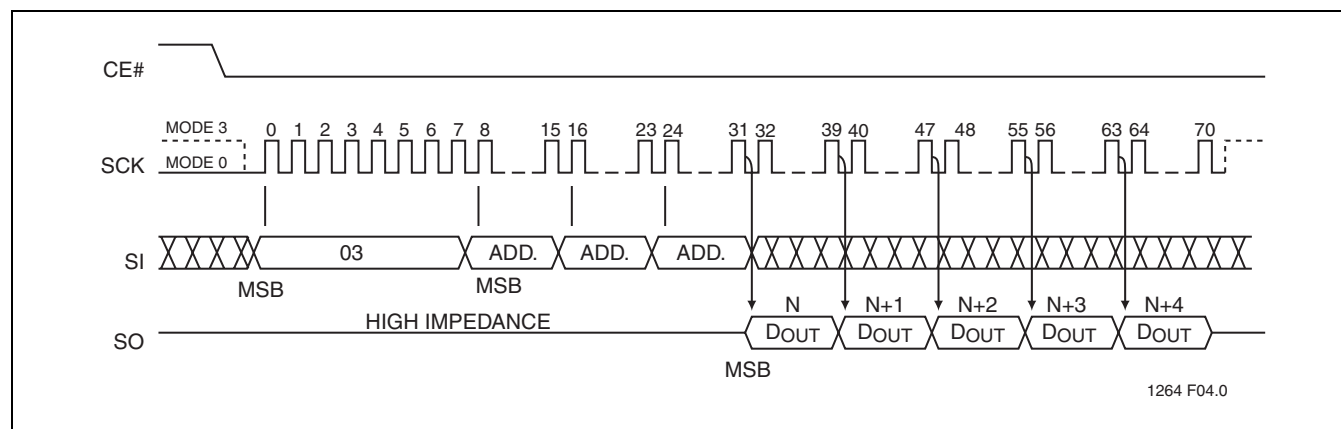 CE#
MODE 3
SCK
MODE 0
0 1 2 3 4 5 6 7 8 15 16 23 24 31 32 39 40 47 48 55 56 63 64 70
SI
03 ADD. ADD. ADD.
MSB MSB
HIGH IMPEDANCE
SO
N N+1 N+2 N+3 N+4
DOUT DOUT DOUT DOUT DOUT
MSB
1264 F04.0